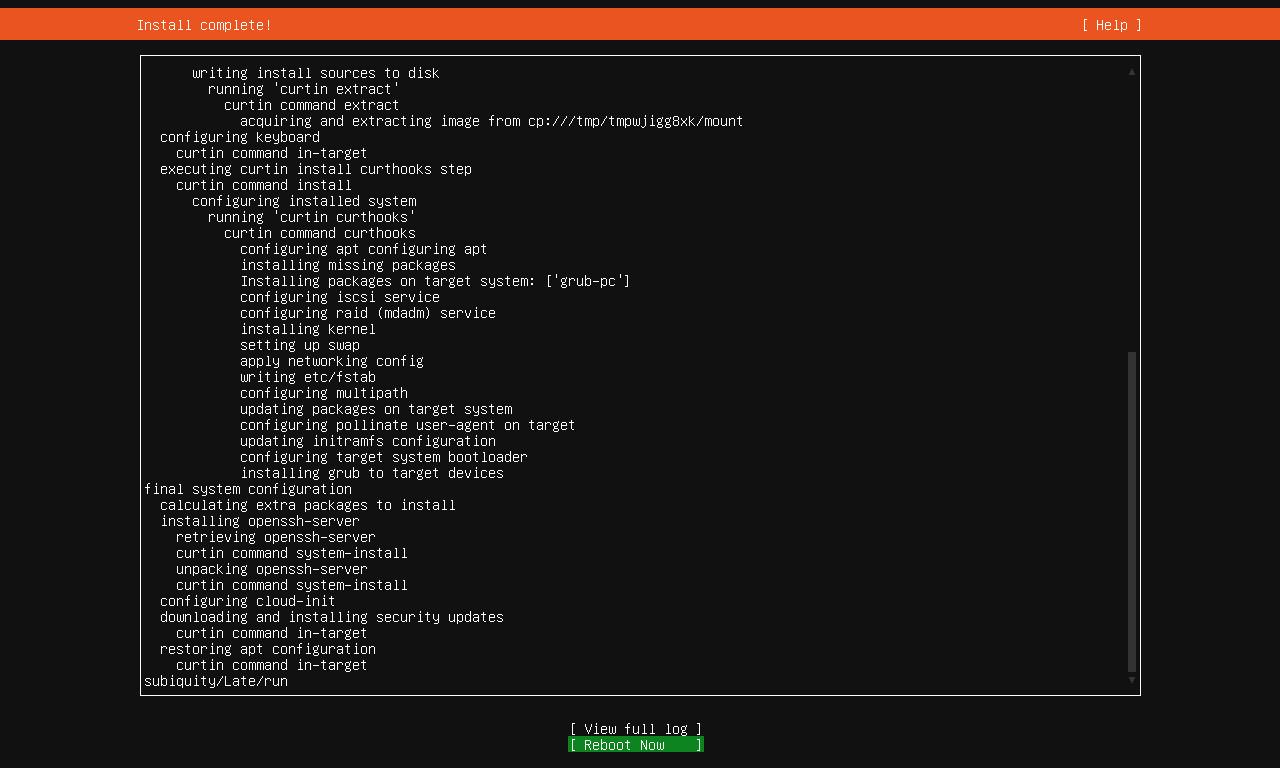 Install complete! [ Help ]
writing install sources to disk
running 'curtin extract'
curtin command extract
acquiring and extracting image from cp:///tmp/tmpwjigg8xk/mount
configuring keyboard
curtin command in-target
executing curtin install curthooks step
curtin command install
configuring installed system
running 'curtin curthooks'
curtin command curthooks
configuring apt configuring apt
installing missing packages
Installing packages on target system: ['grub-pc']
configuring iscsi service
configuring raid (mdadm) service
installing kernel
setting up swap
apply networking config
writing etc/fstab
configuring multipath
updating packages on target system
configuring pollinate user-agent on target
updating initramfs configuration
configuring target system bootloader
installing grub to target devices
final system configuration
calculating extra packages to install
installing openssh-server
retrieving openssh-server
curtin command system-install
unpacking openssh-server
curtin command system-install
configuring cloud-init
downloading and installing security updates
curtin command in-target
restoring apt configuration
curtin command in-target
subiquity/Late/run
[ View full log ]
[ Reboot Now ]